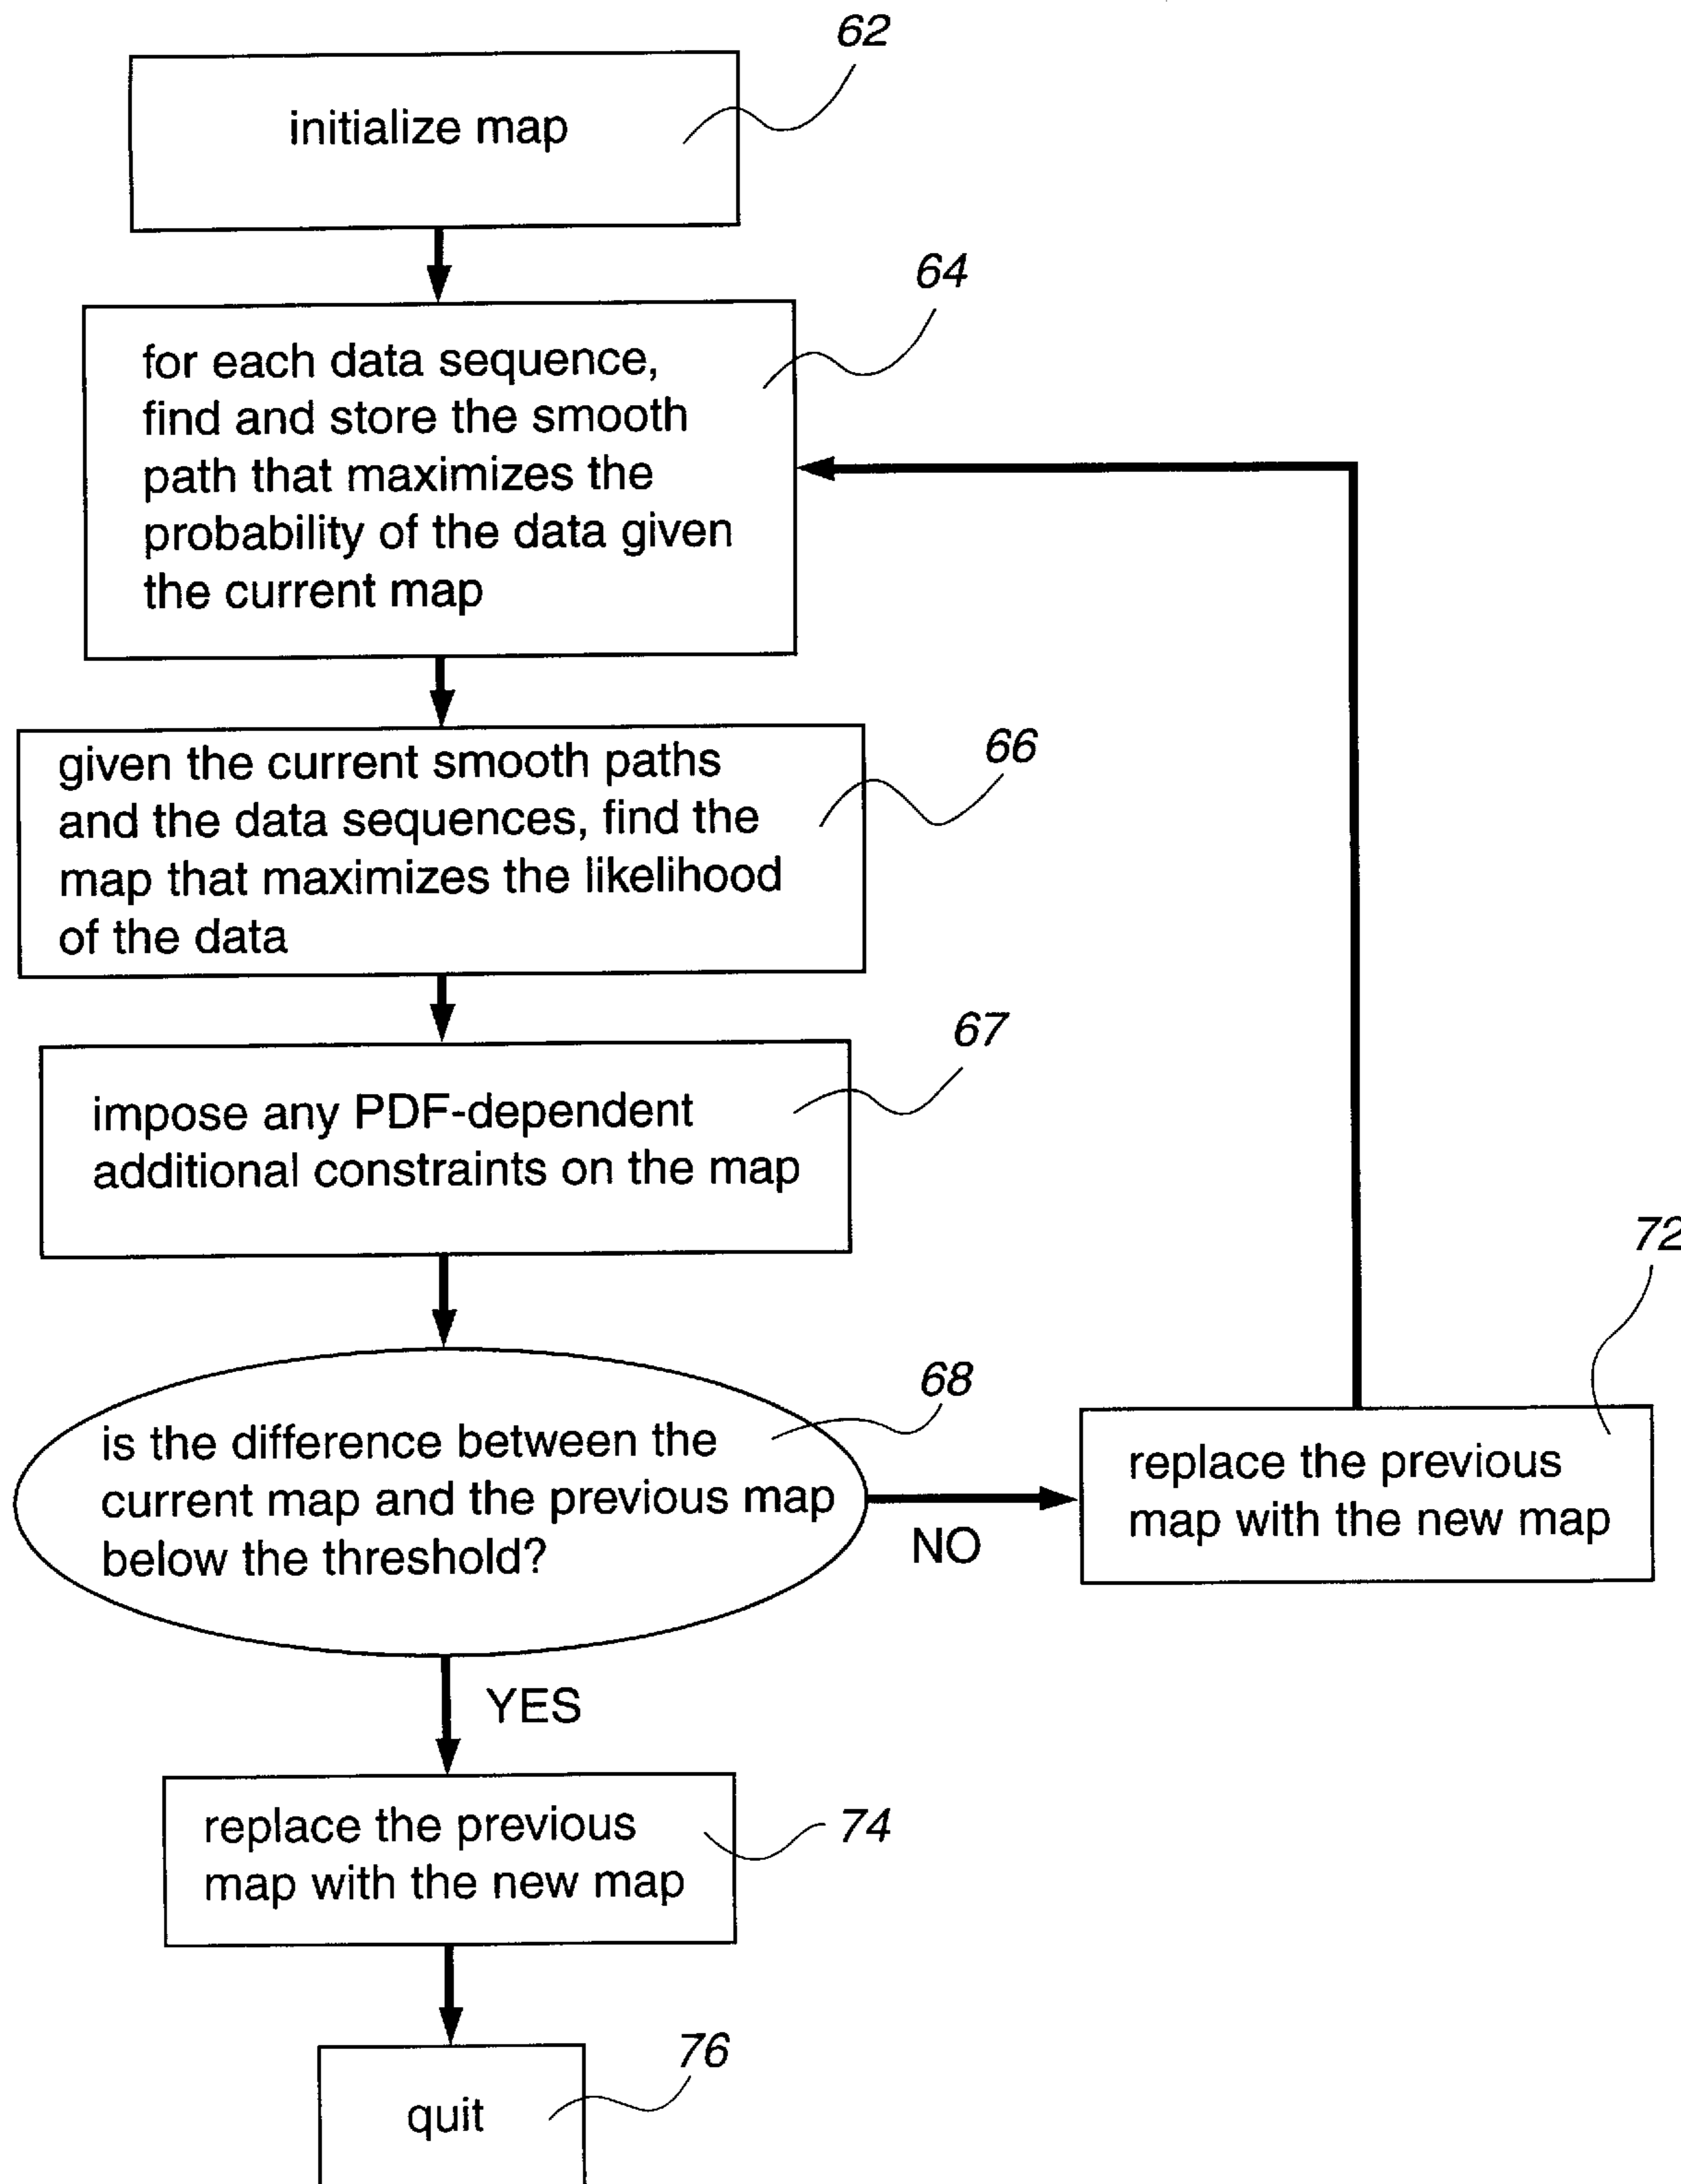 62
initialize map
64
for each data sequence,
find and store the smooth
path that maximizes the
probability of the data given
the current map
66
given the current smooth paths
and the data sequences, find the
map that maximizes the likelihood
of the data
67
impose any PDF-dependent
additional constraints on the map
68
is the difference between the
current map and the previous map
below the threshold?
NO
72
replace the previous
map with the new map
YES
replace the previous
map with the new map
74
76
quit